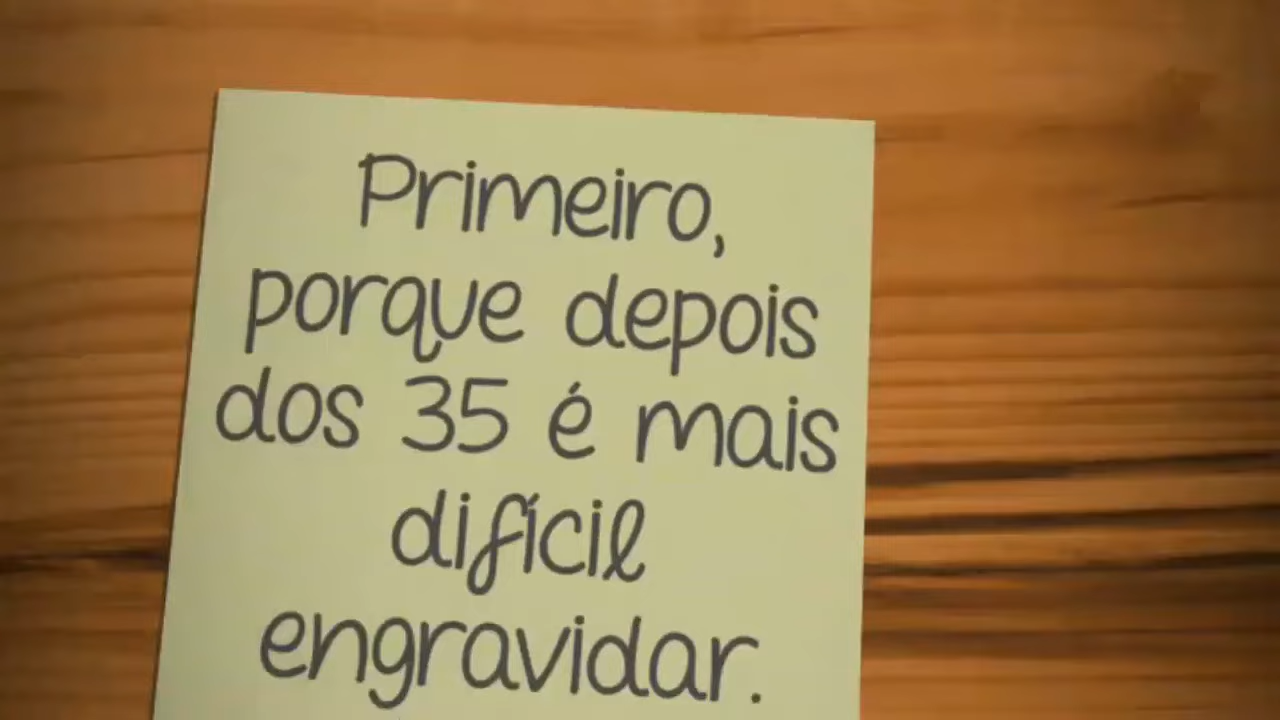 Primeiro,
porque depois
dos 35 é mais
difícil
engravidar.